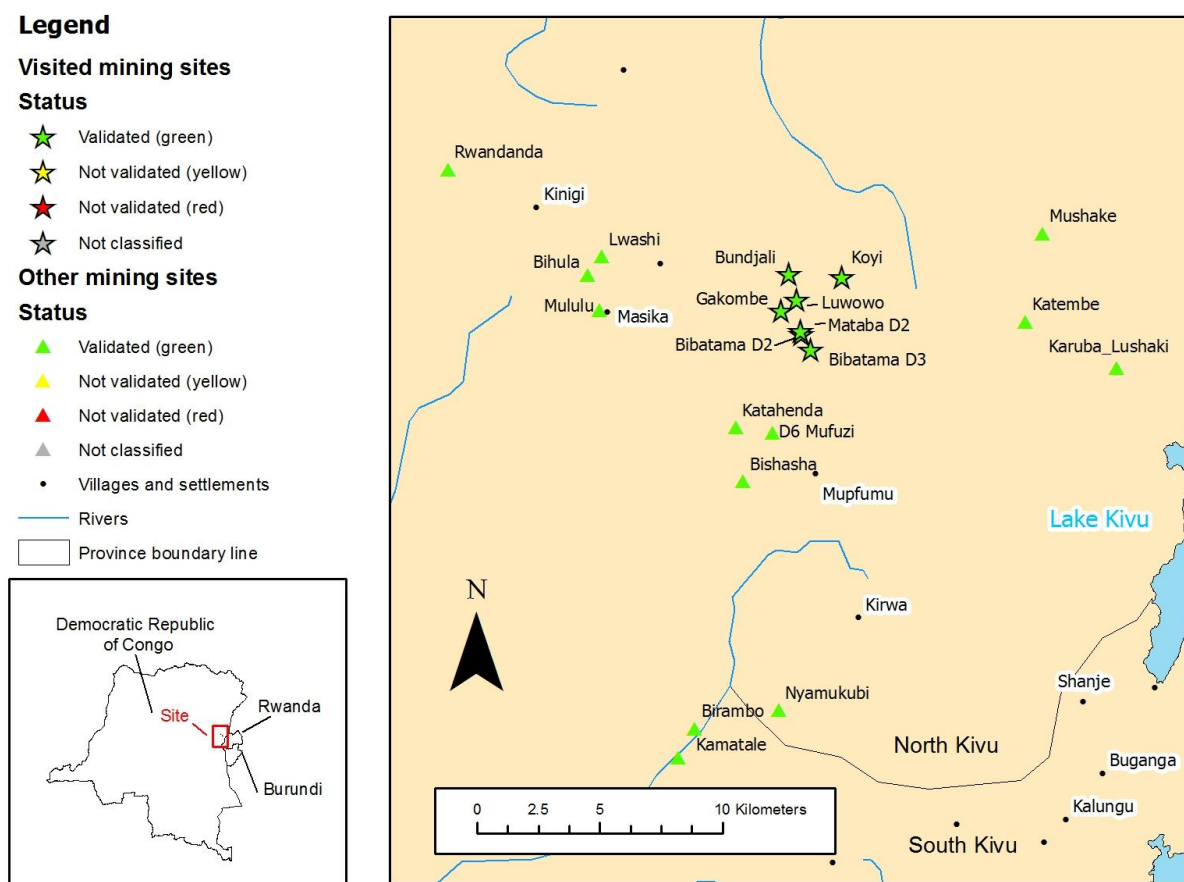 Legend
Visited mining sites
Status
Validated (green)
Not validated (yellow)
Not validated (red)
Not classified
Other mining sites
Status
Validated (green)
Not validated (yellow)
Not validated (red)
Not classified
Villages and settlements
Rivers
Province boundary line
Democratic Republic
of Congo
Site
Rwanda
Burundi
Rwandanda
Kinigi
Mushake
Lwashi
Bundjali
Koyi
Bihula
Gakombe
Luwowo
Mululu
Masika
Katembe
Mataba D2
Bibatama D2
Karuba_Lushaki
Bibatama D3
Katahenda
D6 Mufuzi
Bishasha
Mupfumu
Lake Kivu
N
Kirwa
Shanje
Nyamukubi
Birambo
Kamatale
North Kivu
Buganga
Kalungu
South Kivu
0 2.5 5 10 Kilometers